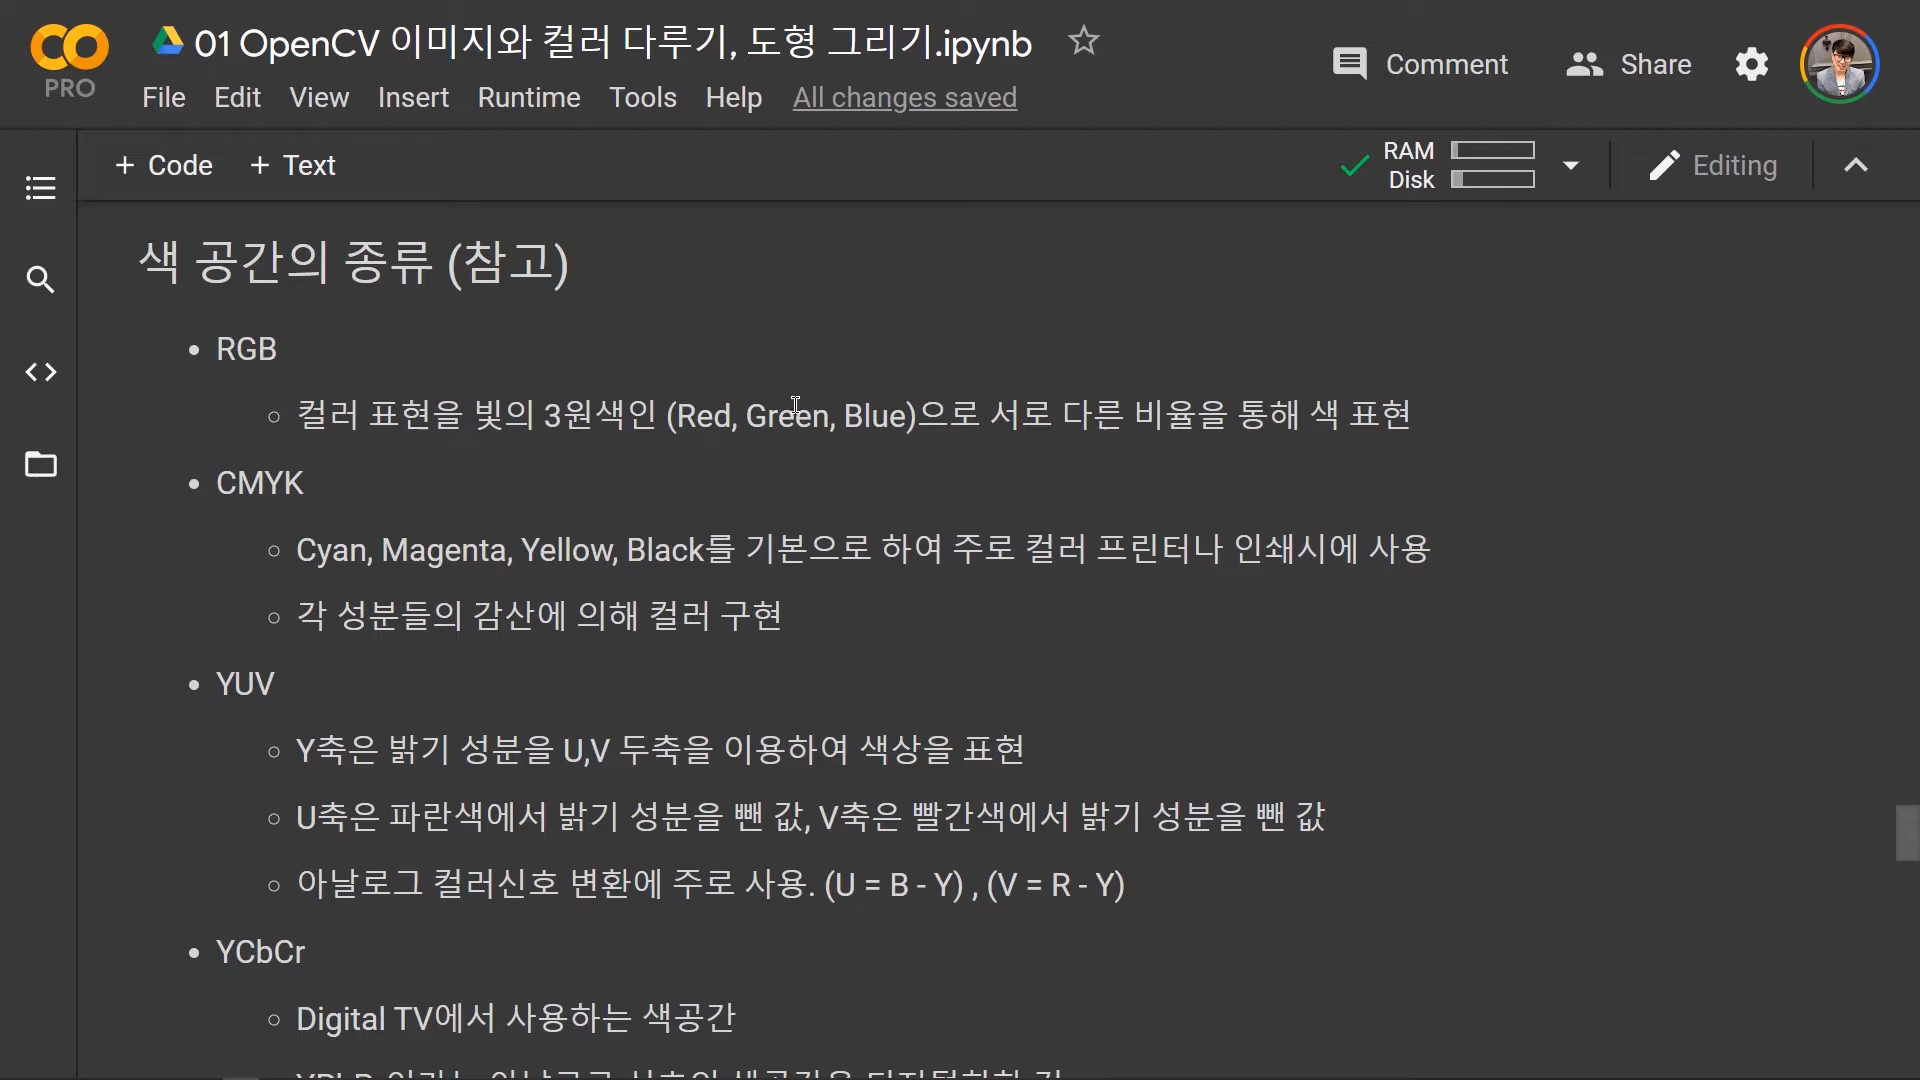 01 OpenCV 이미지와 컬러 다루기, 도형 그리기.ipynb
PRO
File Edit View Insert Runtime Tools Help All changes saved
Comment Share
+ Code + Text
RAM
Disk
Editing
색 공간의 종류 (참고)
• RGB
○ 컬러 표현을 빛의 3원색인 (Red, Green, Blue)으로 서로 다른 비율을 통해 색 표현
• CMYK
○ Cyan, Magenta, Yellow, Black를 기본으로 하여 주로 컬러 프린터나 인쇄시에 사용
○ 각 성분들의 감산에 의해 컬러 구현
• YUV
○ Y축은 밝기 성분을 U,V 두축을 이용하여 색상을 표현
○ U축은 파란색에서 밝기 성분을 뺀 값, V축은 빨간색에서 밝기 성분을 뺀 값
○ 아날로그 컬러신호 변환에 주로 사용. (U = B - Y) , (V = R - Y)
• YCbCr
○ Digital TV에서 사용하는 색공간